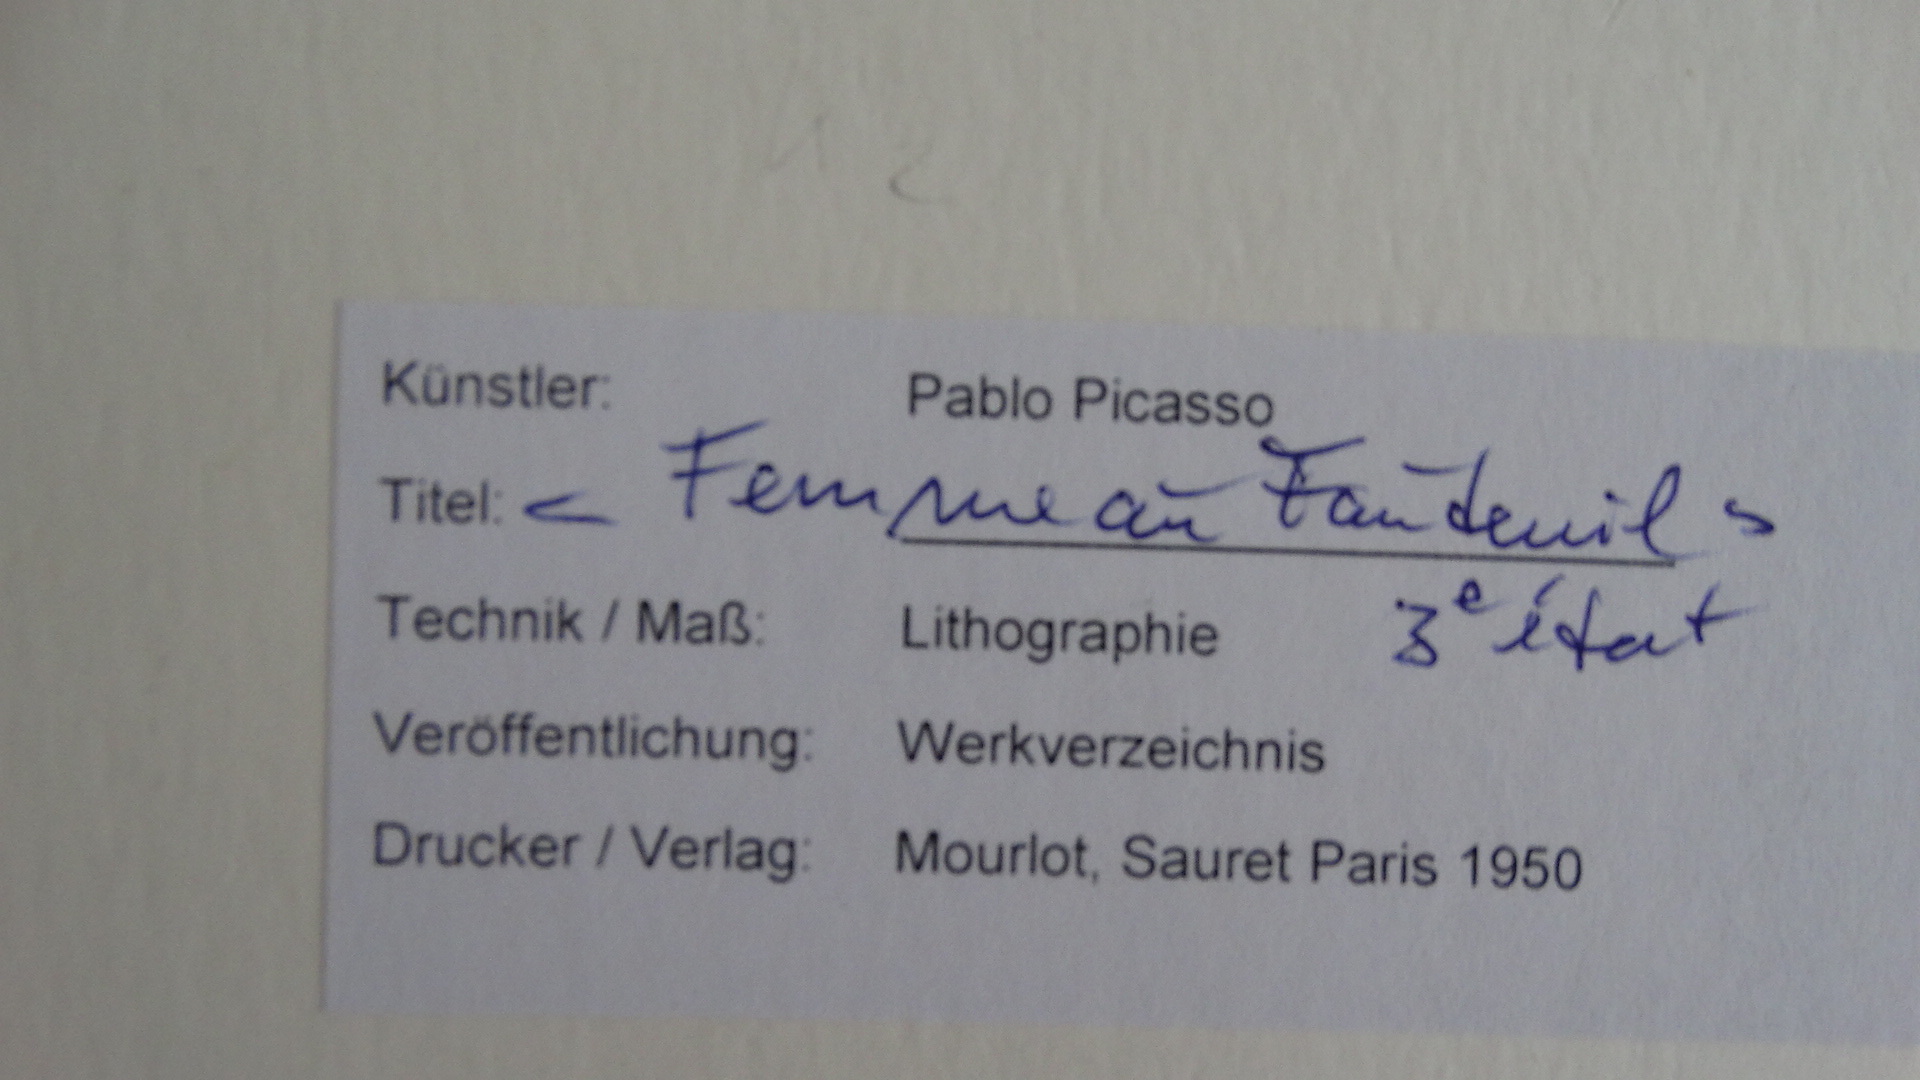 12
Künstler: Pablo Picasso
Titel: < Femme au Fauteuil >
Technik / Maß: Lithographie 3e état
Veröffentlichung: Werkverzeichnis
Drucker / Verlag: Mourlot, Sauret Paris 1950